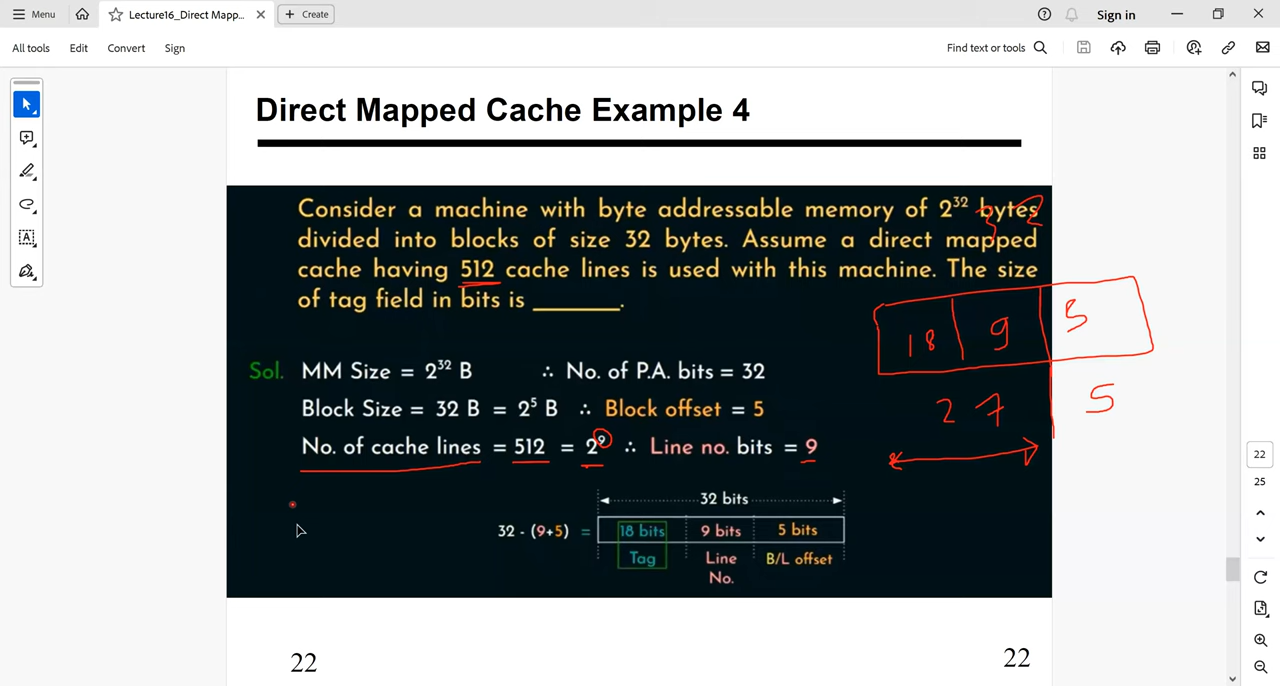 Menu
Lecture16_Direct Mapp...
Create
Sign in
All tools
Edit
Convert
Sign
Find text or tools
Direct Mapped Cache Example 4
Consider a machine with byte addressable memory of 2³² bytes
divided into blocks of size 32 bytes. Assume a direct mapped
cache having 512 cache lines is used with this machine. The size
of tag field in bits is ______.
32
18 9 5
27 5
Sol. MM Size = 2³² B ∴ No. of P.A. bits = 32
Block Size = 32 B = 2⁵ B ∴ Block offset = 5
No. of cache lines = 512 = 2⁹ ∴ Line no. bits = 9
32 bits
32 - (9+5) = 18 bits 9 bits 5 bits
Tag Line No. B/L offset
22 22
22
25